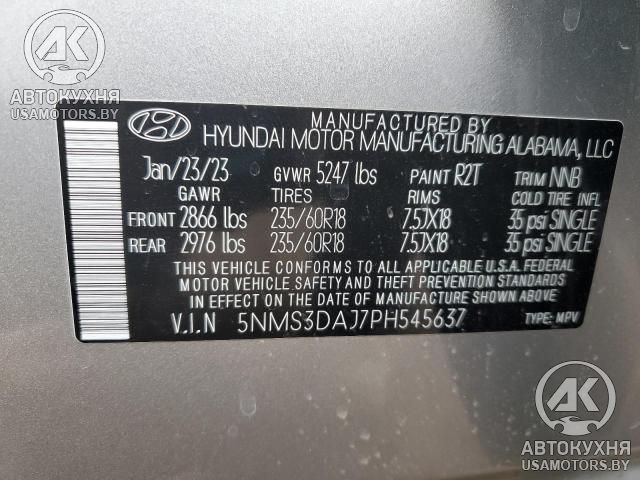 АВТОКУХНЯ
USAMOTORS.BY
MANUFACTURED BY
HYUNDAI MOTOR MANUFACTURING ALABAMA, LLC
Jan/23/23 GVWR 5247 lbs PAINT R2T TRIM NNB
GAWR TIRES RIMS COLD TIRE INFL
FRONT 2866 lbs 235/60R18 7.5JX18 35 psi SINGLE
REAR 2976 lbs 235/60R18 7.5JX18 35 psi SINGLE
THIS VEHICLE CONFORMS TO ALL APPLICABLE U.S.A. FEDERAL
MOTOR VEHICLE SAFETY AND THEFT PREVENTION STANDARDS
IN EFFECT ON THE DATE OF MANUFACTURE SHOWN ABOVE
V.I.N 5NMS3DAJ7PH545637 TYPE: MPV
АК
АВТОКУХНЯ
USAMOTORS.BY